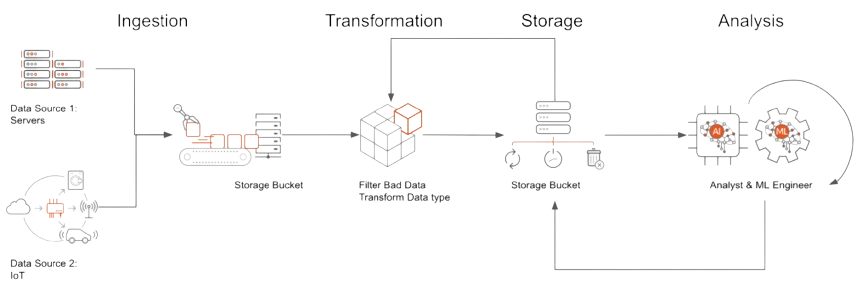 Ingestion
Transformation
Storage
Analysis
Data Source 1:
Servers
Storage Bucket
Filter Bad Data
Transform Data type
Storage Bucket
AI
ML
Analyst & ML Engineer
Data Source 2:
IoT